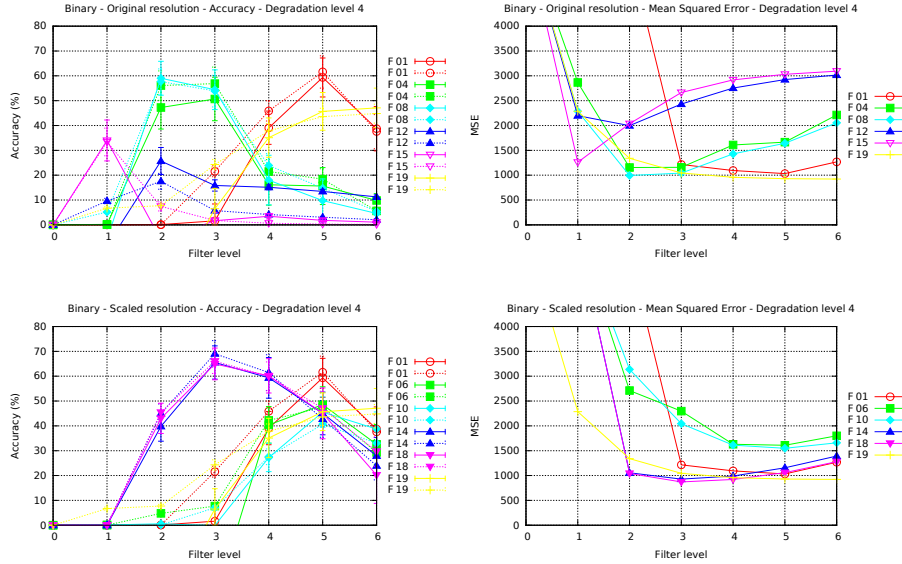 Binary - Original resolution - Accuracy - Degradation level 4
80
70
60
50
40
30
20
10
0
Accuracy (%)
0 1 2 3 4 5 6
Filter level
F 01
F 01
F 04
F 04
F 08
F 08
F 12
F 12
F 15
F 15
F 19
F 19
Binary - Original resolution - Mean Squared Error - Degradation level 4
4000
3500
3000
2500
2000
1500
1000
500
0
MSE
0 1 2 3 4 5 6
Filter level
F 01
F 04
F 08
F 12
F 15
F 19
Binary - Scaled resolution - Accuracy - Degradation level 4
80
70
60
50
40
30
20
10
0
Accuracy (%)
0 1 2 3 4 5 6
Filter level
F 01
F 01
F 06
F 06
F 10
F 10
F 14
F 14
F 18
F 18
F 19
F 19
Binary - Scaled resolution - Mean Squared Error - Degradation level 4
4000
3500
3000
2500
2000
1500
1000
500
0
MSE
0 1 2 3 4 5 6
Filter level
F 01
F 06
F 10
F 14
F 18
F 19